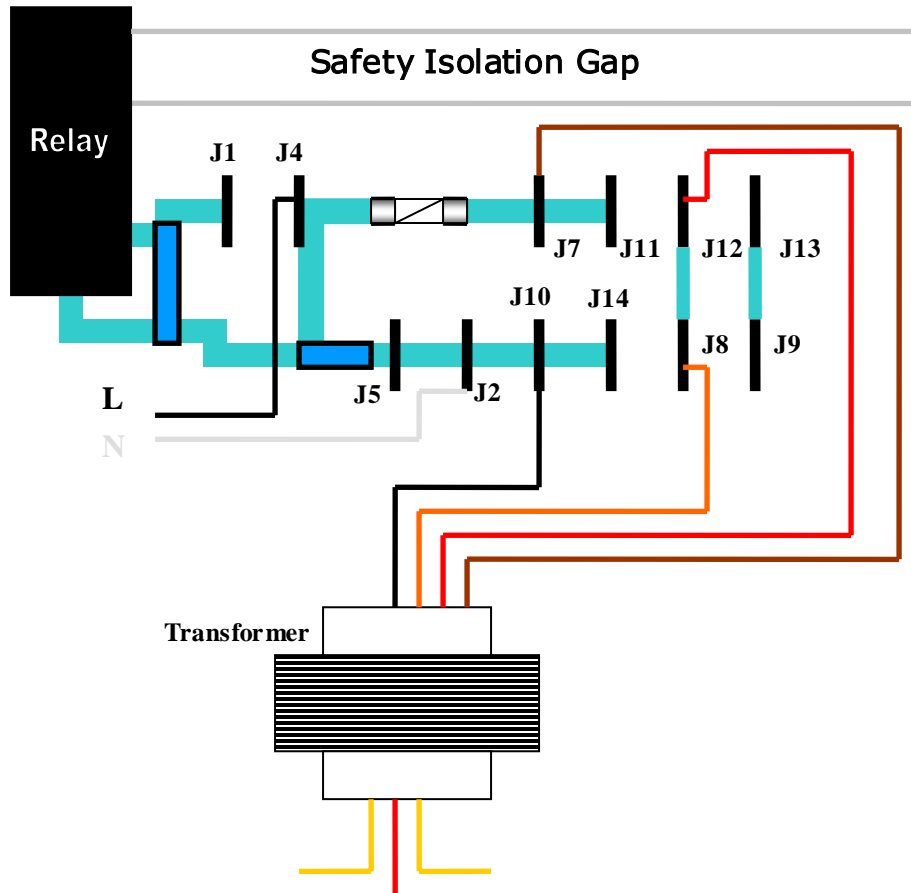 Safety Isolation Gap
Relay
J1
J4
J7
J11
J12
J13
J10
J14
J8
J9
J5
J2
L
N
Transformer